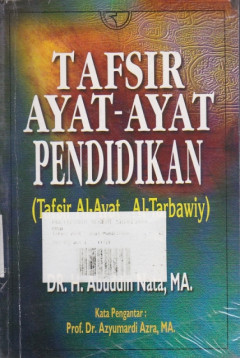 TAFSIR
AYAT-AYAT
PENDIDIKAN
(Tafsir Al-Ayat Al-Tarbawiy)
DR. H. Abuddin Nata, MA.
Kata Pengantar :
Prof. Dr. Azyumardi Azra, MA.